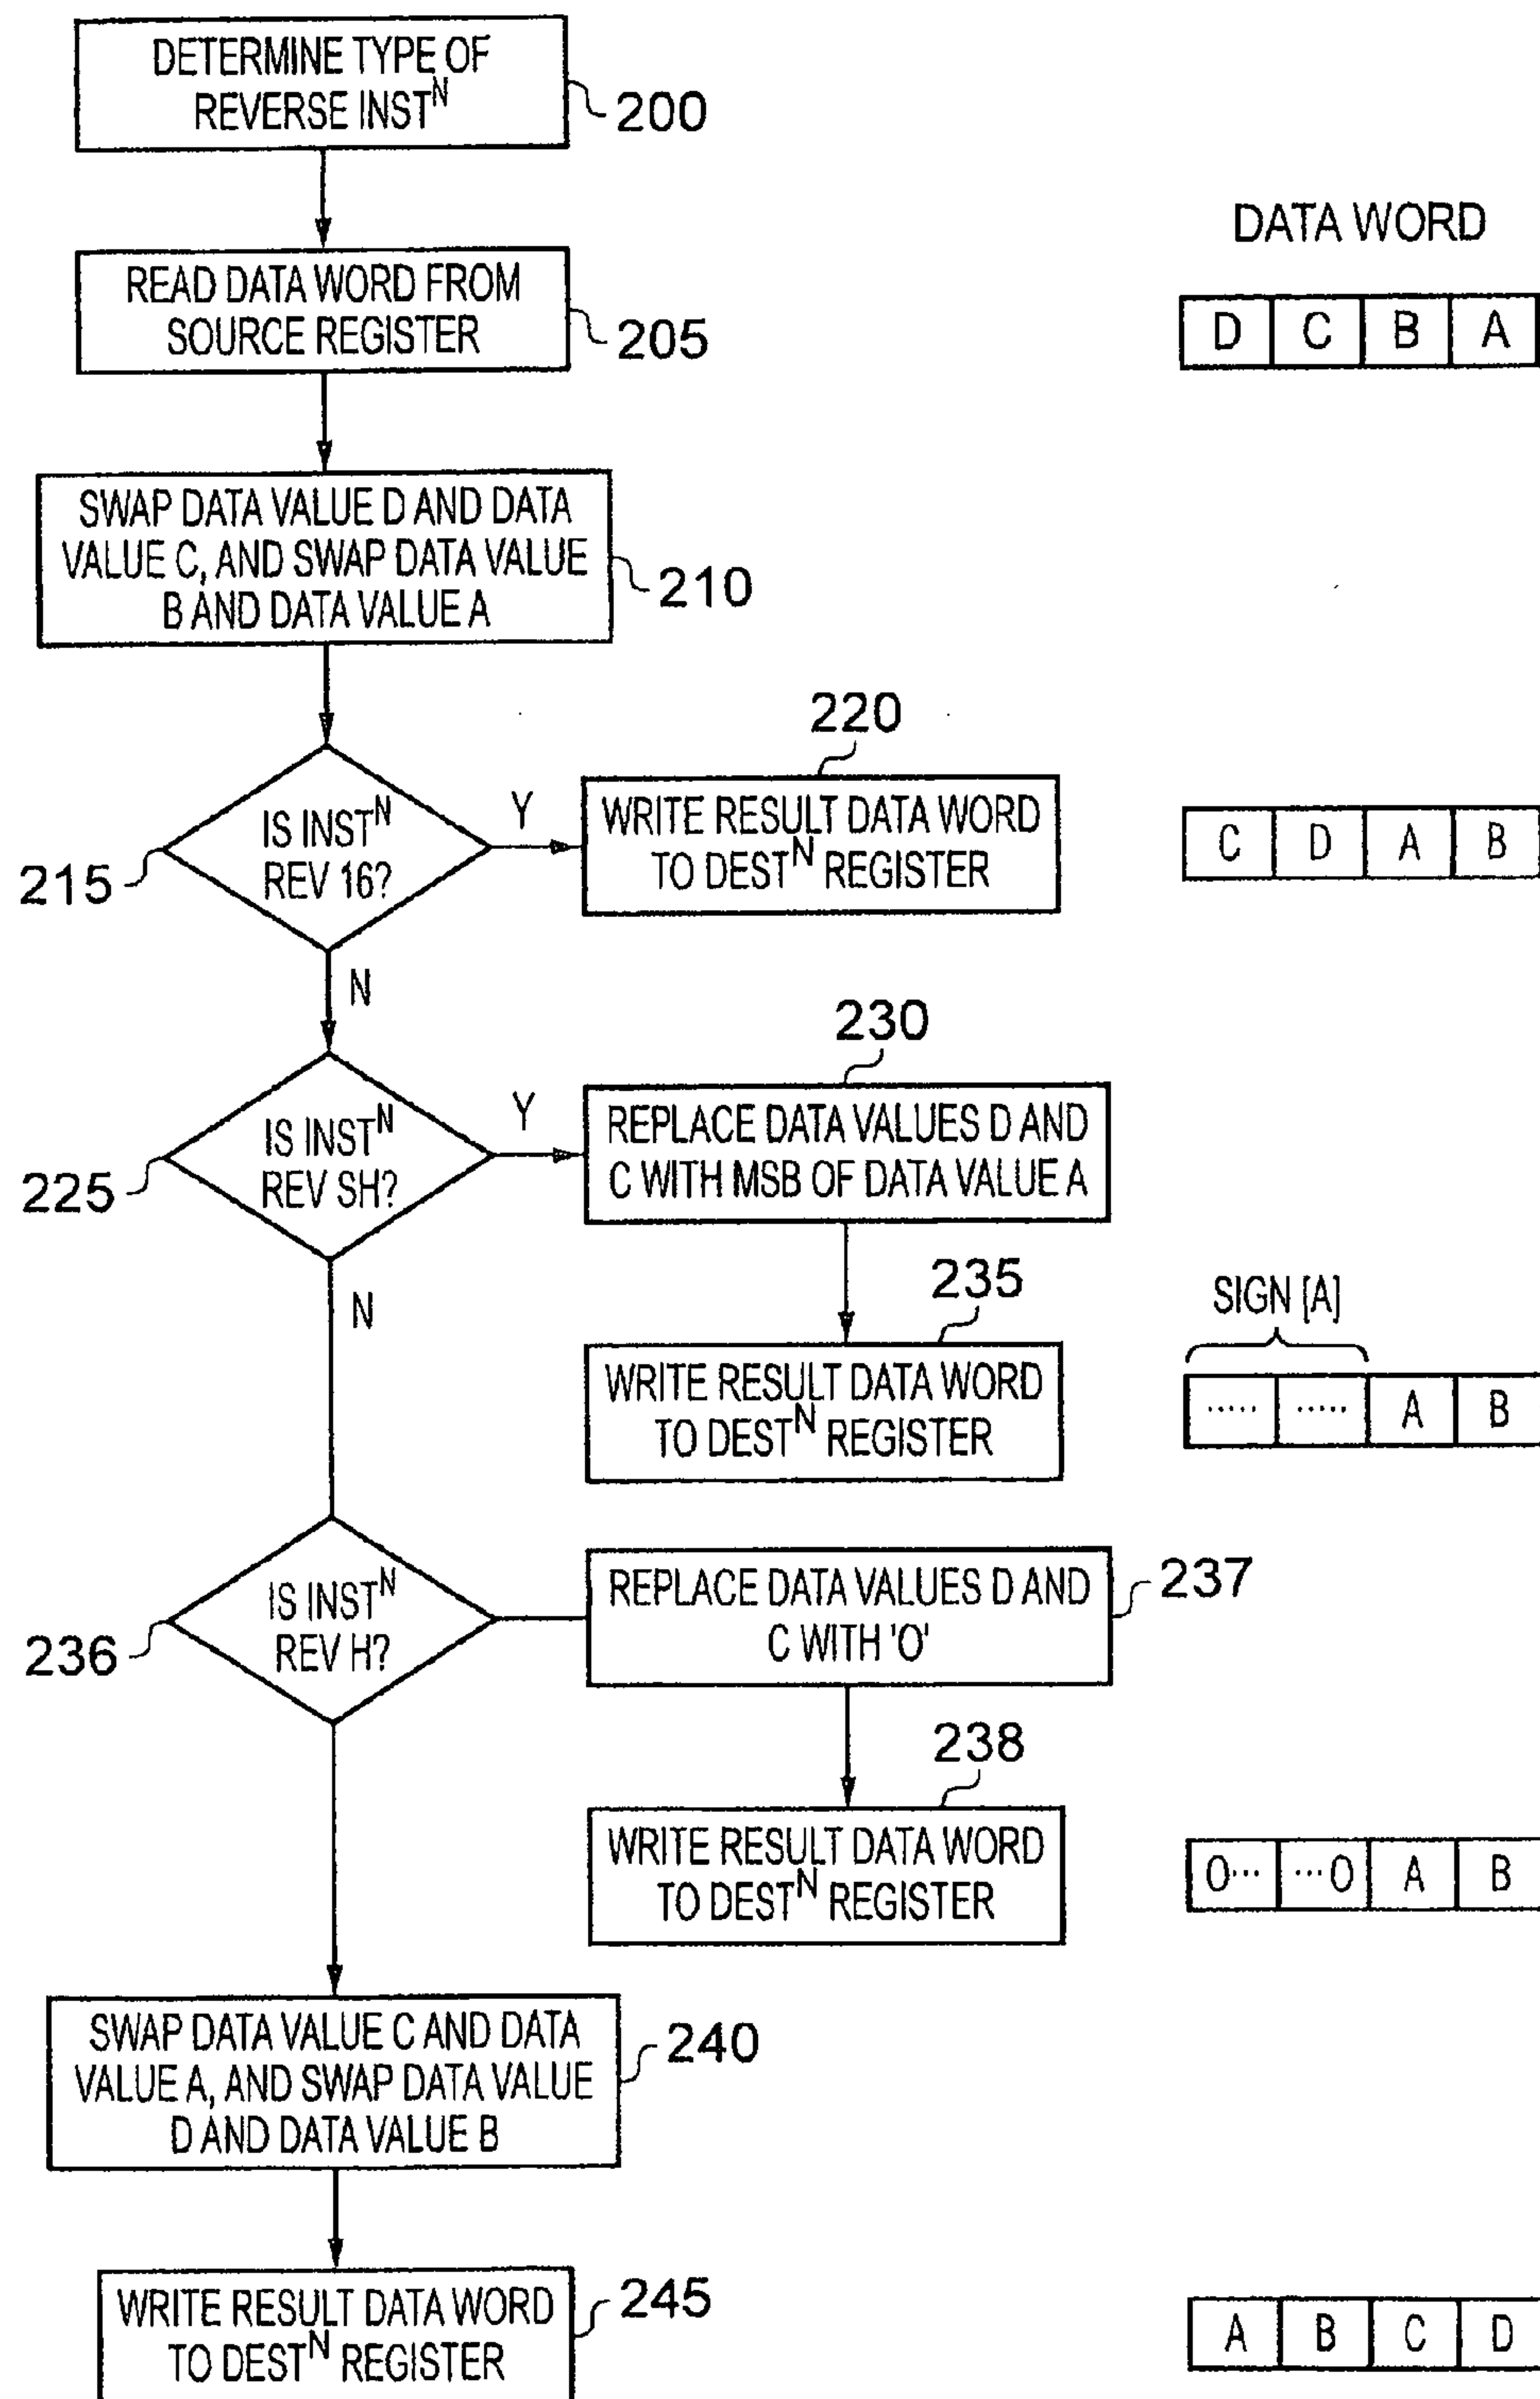 DETERMINE TYPE OF
REVERSE INSTᴺ
200
READ DATA WORD FROM
SOURCE REGISTER
205
DATA WORD
D C B A
SWAP DATA VALUE D AND DATA
VALUE C, AND SWAP DATA VALUE
B AND DATA VALUE A
210
IS INSTᴺ
REV 16?
215
Y
220
WRITE RESULT DATA WORD
TO DESTᴺ REGISTER
C D A B
N
IS INSTᴺ
REV SH?
225
Y
230
REPLACE DATA VALUES D AND
C WITH MSB OF DATA VALUE A
N
235
WRITE RESULT DATA WORD
TO DESTᴺ REGISTER
SIGN [A]
..... ..... A B
IS INSTᴺ
REV H?
236
REPLACE DATA VALUES D AND
C WITH 'O'
237
238
WRITE RESULT DATA WORD
TO DESTᴺ REGISTER
O... ...O A B
SWAP DATA VALUE C AND DATA
VALUE A, AND SWAP DATA VALUE
D AND DATA VALUE B
240
WRITE RESULT DATA WORD
TO DESTᴺ REGISTER
245
A B C D